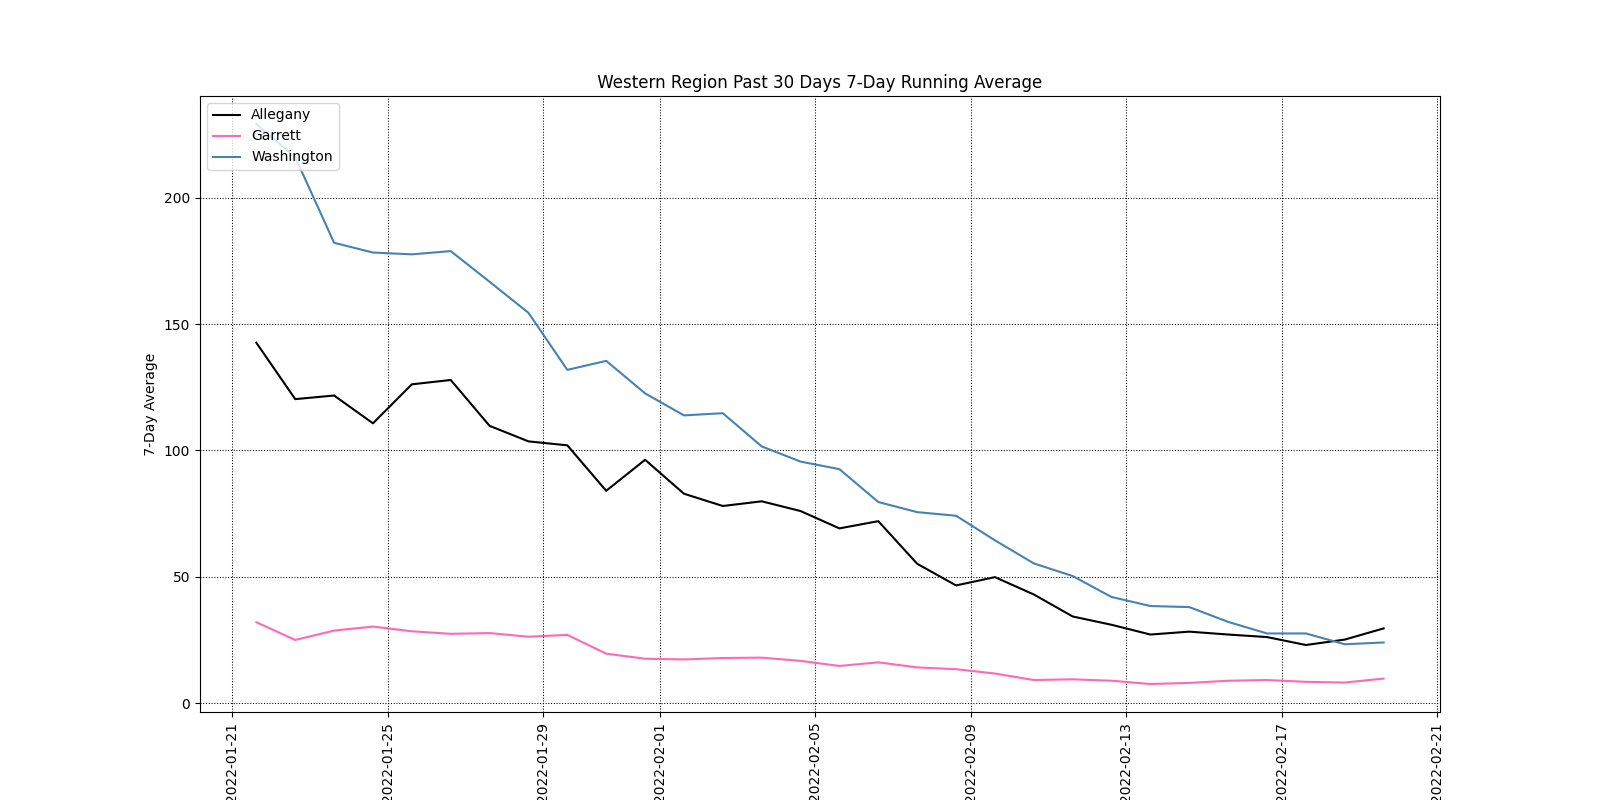 Western Region Past 30 Days 7-Day Running Average
Allegany
Garrett
Washington
7-Day Average
200
150
100
50
0
2022-01-21
2022-01-25
2022-01-29
2022-02-01
2022-02-05
2022-02-09
2022-02-13
2022-02-17
2022-02-21